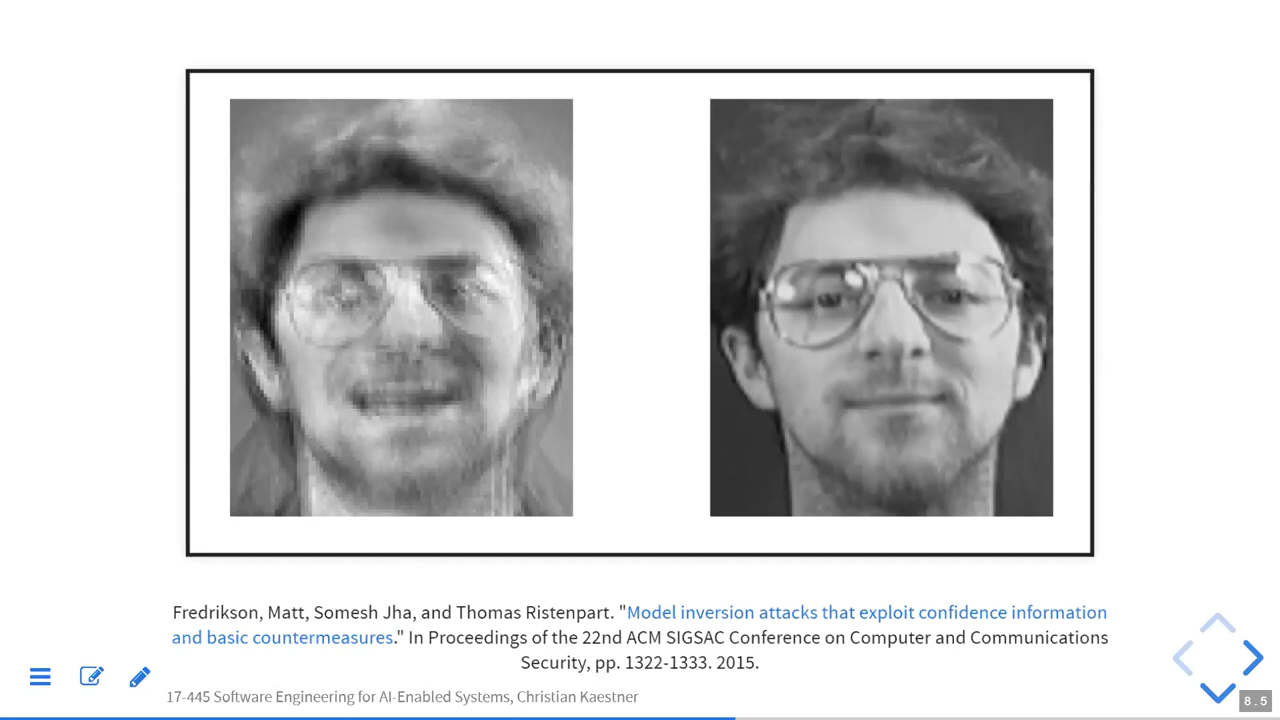 Fredrikson, Matt, Somesh Jha, and Thomas Ristenpart. "Model inversion attacks that exploit confidence information
and basic countermeasures." In Proceedings of the 22nd ACM SIGSAC Conference on Computer and Communications
Security, pp. 1322-1333. 2015.
17-445 Software Engineering for AI-Enabled Systems, Christian Kaestner
8.5